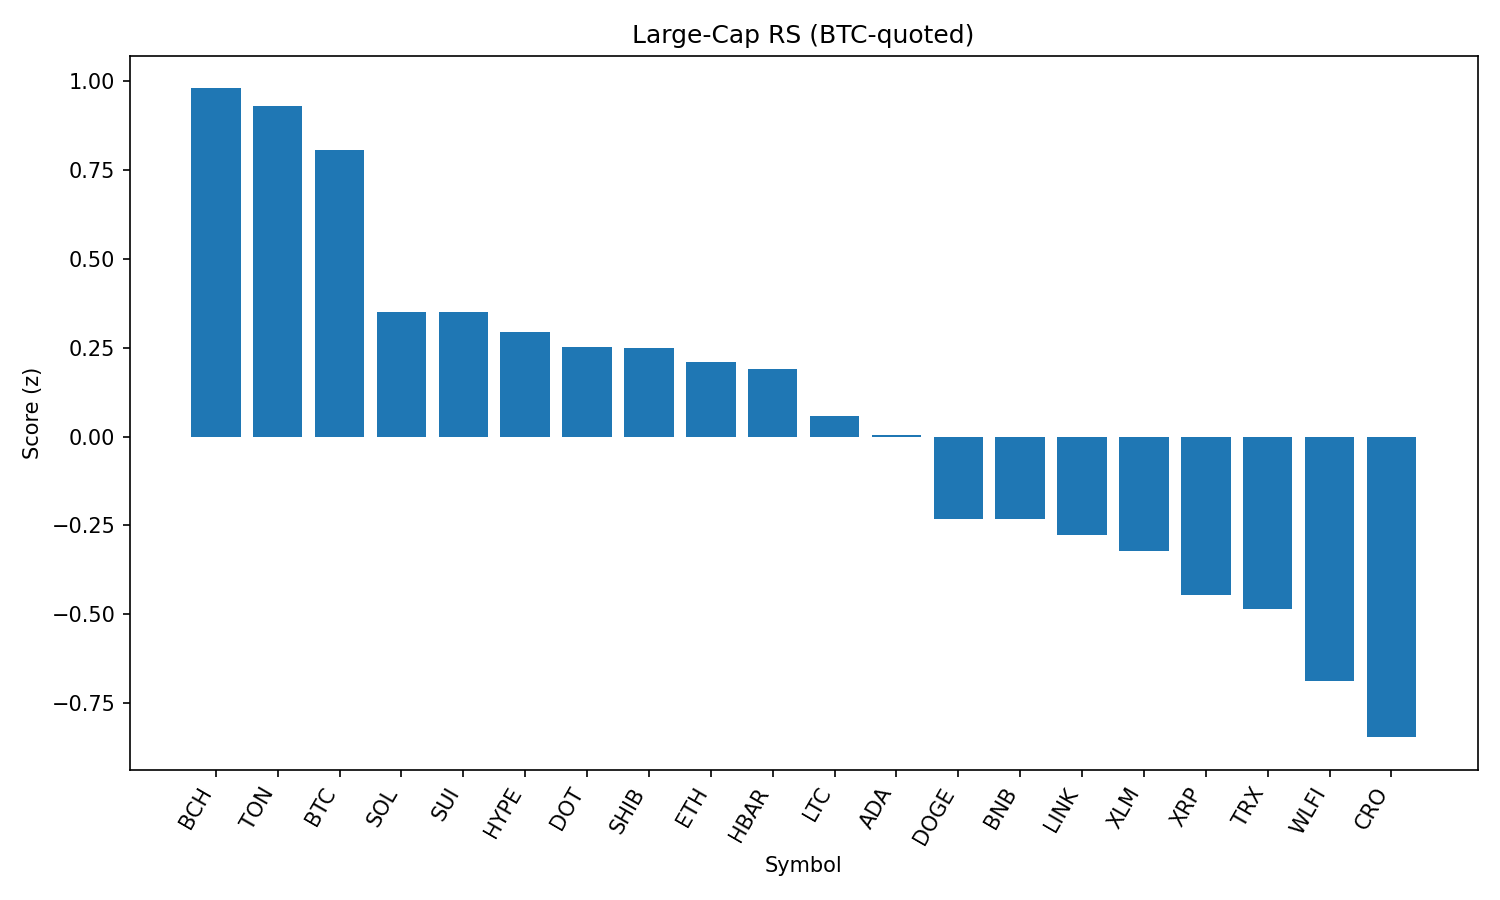 Large-Cap RS (BTC-quoted)
Score (z)
1.00
0.75
0.50
0.25
0.00
−0.25
−0.50
−0.75
BCH
TON
BTC
SOL
SUI
HYPE
DOT
SHIB
ETH
HBAR
LTC
ADA
DOGE
BNB
LINK
XLM
XRP
TRX
WLFI
CRO
Symbol